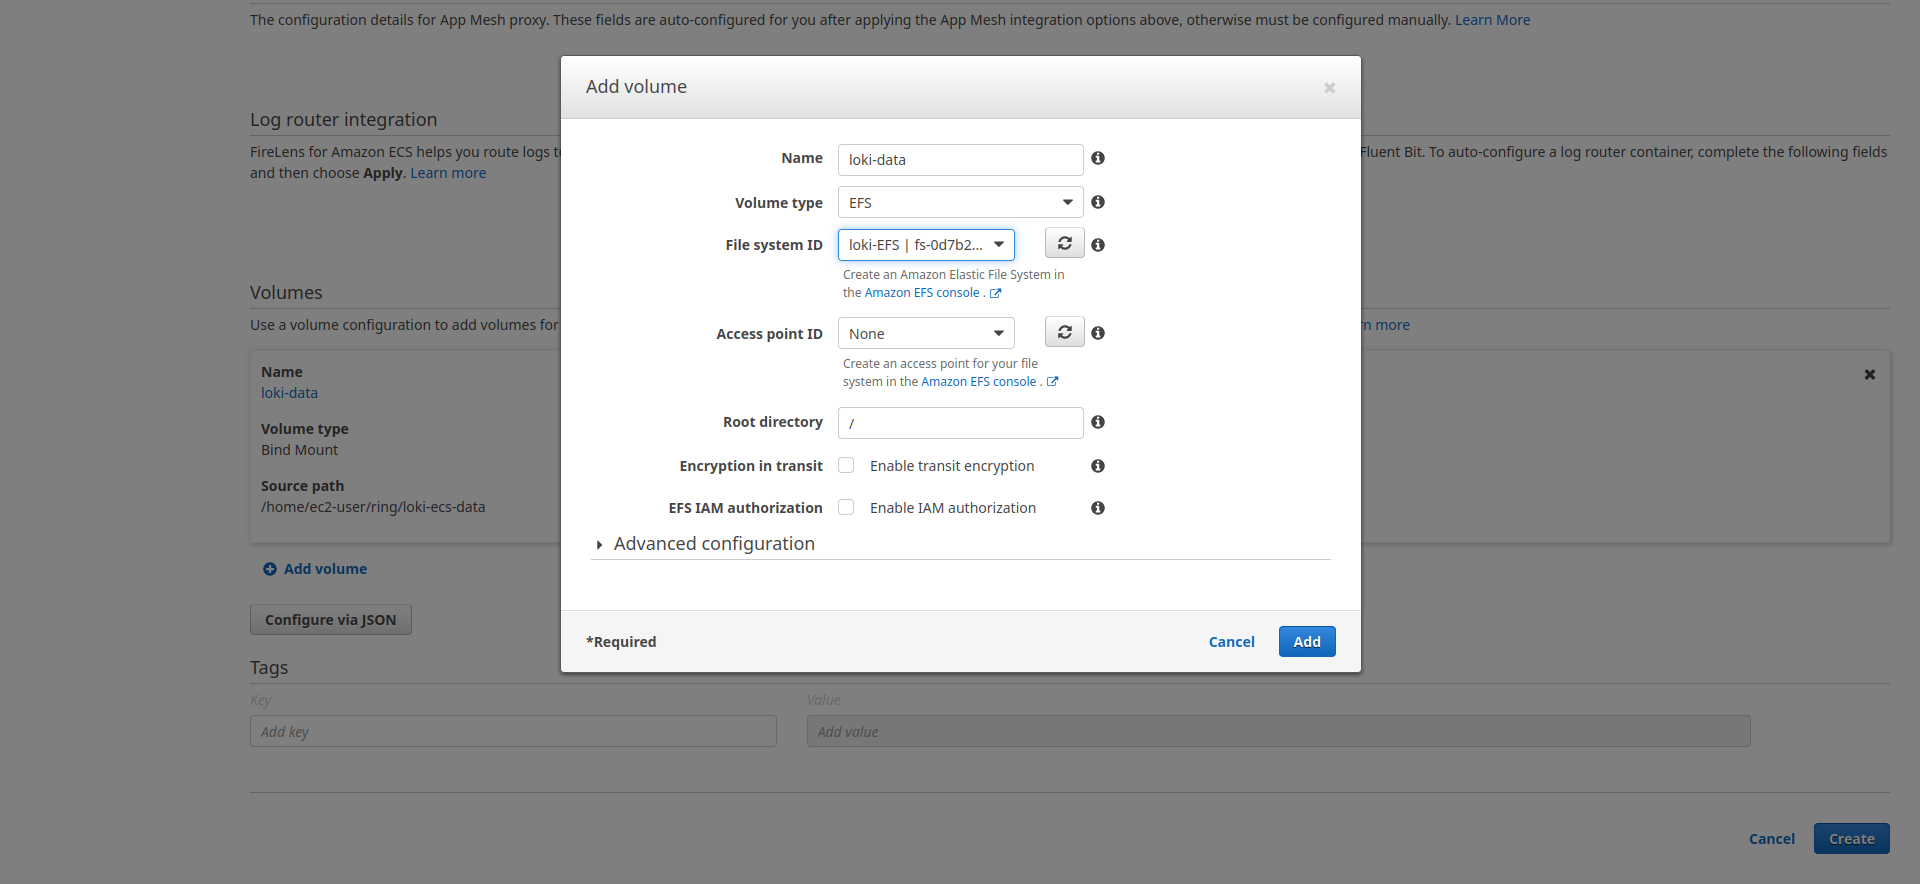 The configuration details for App Mesh proxy. These fields are auto-configured for you after applying the App Mesh integration options above, otherwise must be configured manually. Learn More
Add volume
Log router integration
FireLens for Amazon ECS helps you route logs
Fluent Bit. To auto-configure a log router container, complete the following fields
and then choose Apply. Learn more
Name
loki-data
Volume type
EFS
File system ID
loki-EFS | fs-0d7b2...
Create an Amazon Elastic File System in
the Amazon EFS console .
Access point ID
None
Create an access point for your file
system in the Amazon EFS console .
Root directory
/
Encryption in transit
Enable transit encryption
EFS IAM authorization
Enable IAM authorization
Advanced configuration
*Required
Cancel
Add
Volumes
Use a volume configuration to add volumes for
more
Name
loki-data
Volume type
Bind Mount
Source path
/home/ec2-user/ring/loki-ecs-data
Add volume
Configure via JSON
Tags
Key
Value
Add key
Add value
Cancel
Create